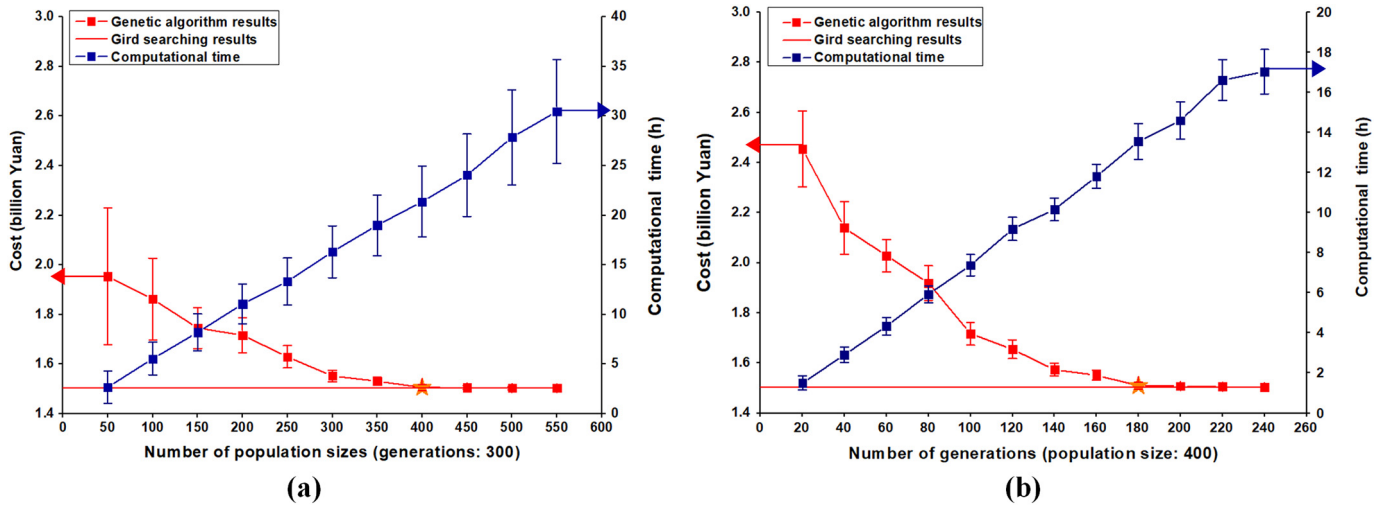 3.0
2.8
2.6
2.4
2.2
2.0
1.8
1.6
1.4
Cost (billion Yuan)
Genetic algorithm results
Gird searching results
Computational time
40
35
30
25
20
15
10
5
0
Computational time (h)
0 50 100 150 200 250 300 350 400 450 500 550 600
Number of population sizes (generations: 300)
(a)
3.0
2.8
2.6
2.4
2.2
2.0
1.8
1.6
1.4
Cost (billion Yuan)
Genetic algorithm results
Gird searching results
Computational time
20
18
16
14
12
10
8
6
4
2
0
Computational time (h)
0 20 40 60 80 100 120 140 160 180 200 220 240 260
Number of generations (population size: 400)
(b)